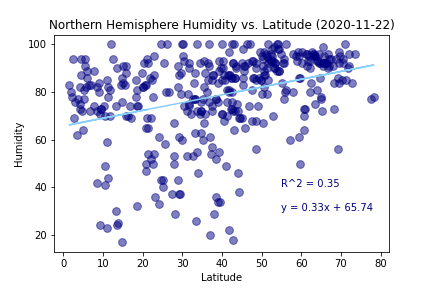 Northern Hemisphere Humidity vs. Latitude (2020-11-22)
100
80
60
40
20
Humidity
R^2 = 0.35
y = 0.33x + 65.74
0 10 20 30 40 50 60 70 80
Latitude